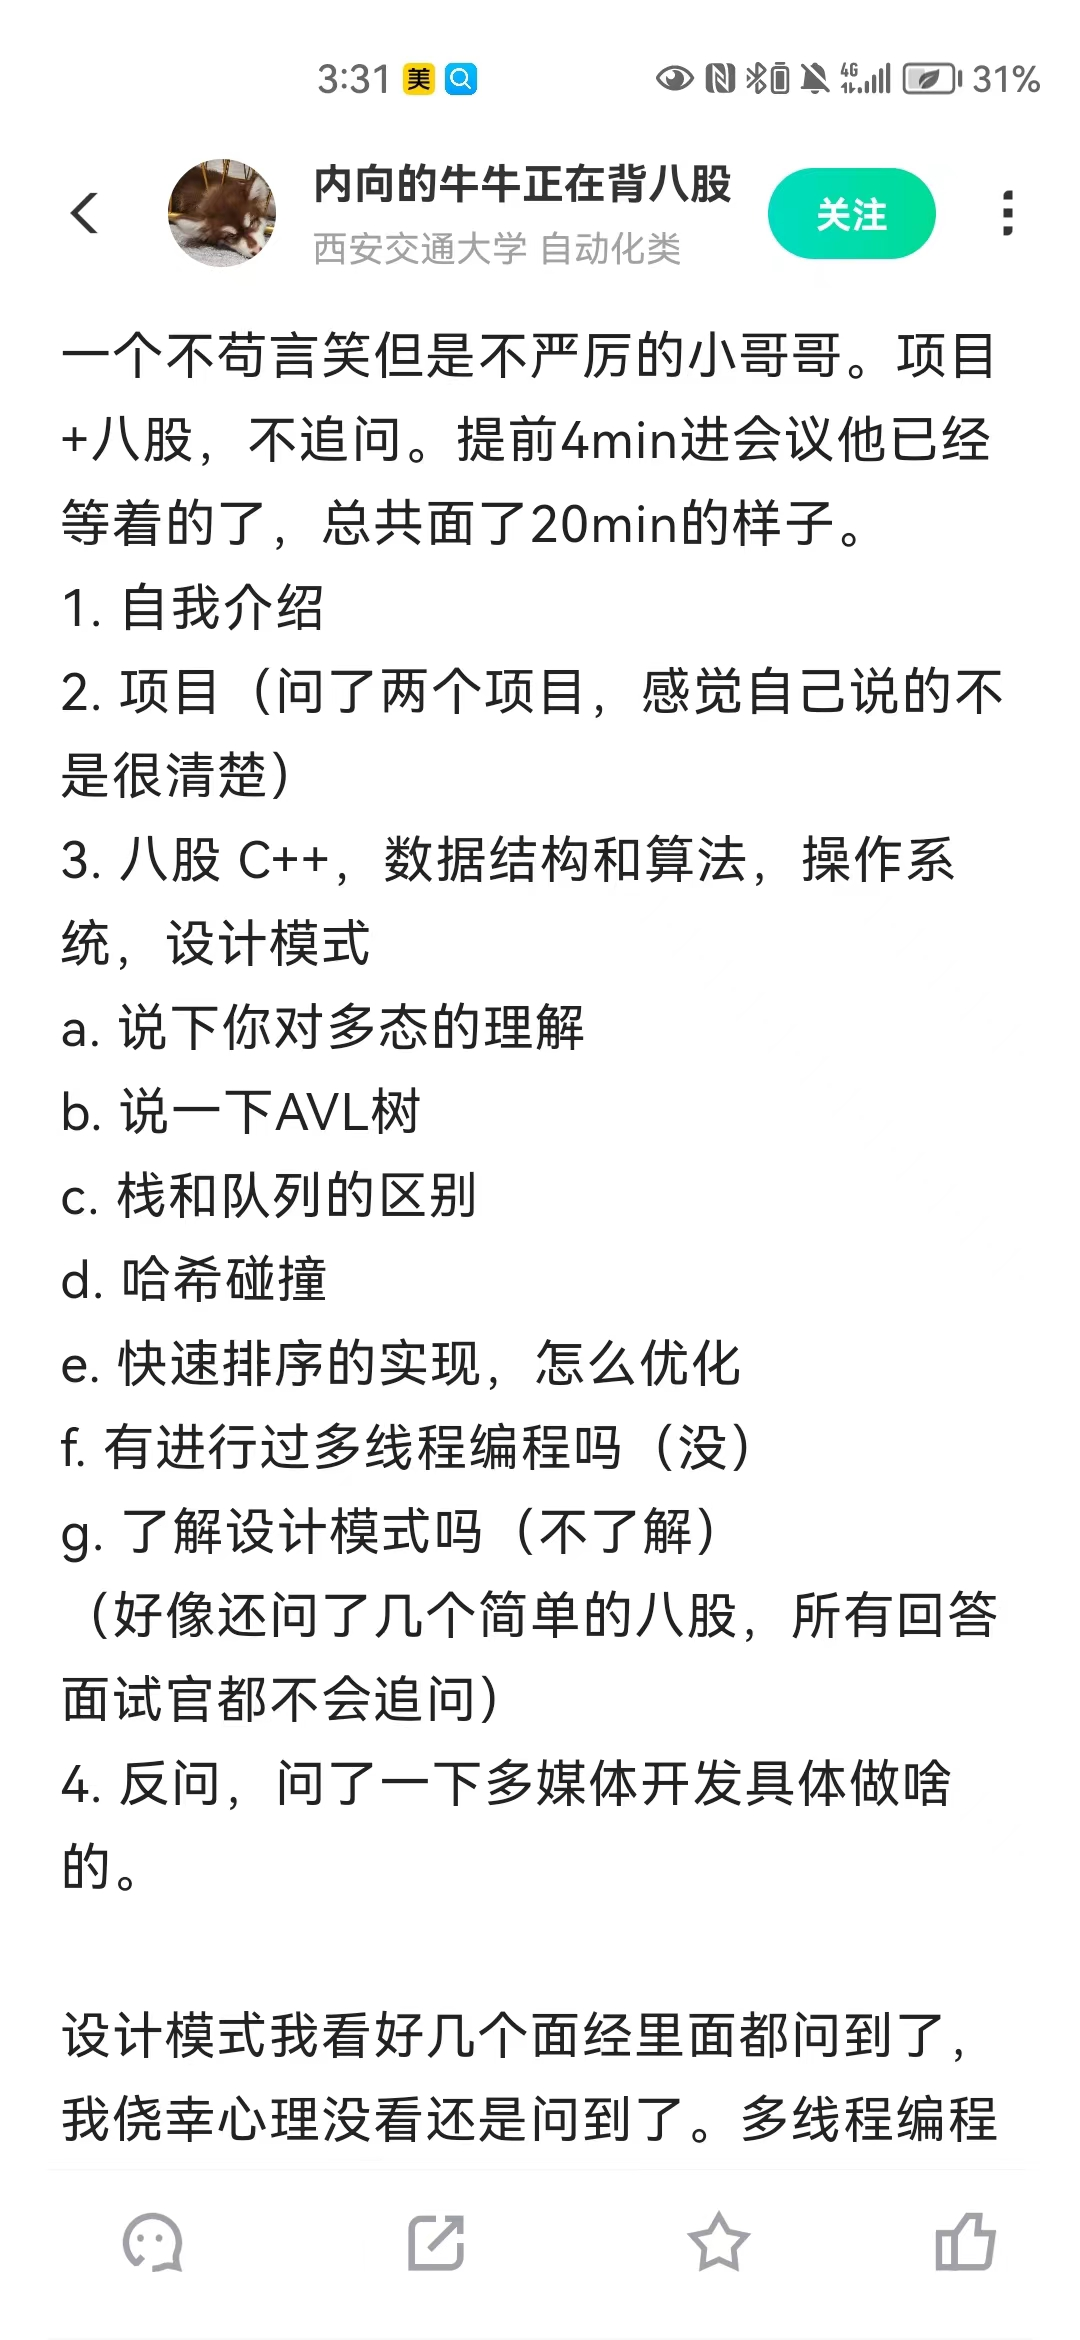 3:31 美 4G 31%
内向的牛牛正在背八股
关注
西安交通大学 自动化类
一个不苟言笑但是不严厉的小哥哥。项目
+八股，不追问。提前4min进会议他已经
等着的了，总共面了20min的样子。
1. 自我介绍
2. 项目（问了两个项目，感觉自己说的不
是很清楚）
3. 八股 C++，数据结构和算法，操作系
统，设计模式
a. 说下你对多态的理解
b. 说一下AVL树
c. 栈和队列的区别
d. 哈希碰撞
e. 快速排序的实现，怎么优化
f. 有进行过多线程编程吗（没）
g. 了解设计模式吗（不了解）
（好像还问了几个简单的八股，所有回答
面试官都不会追问）
4. 反问，问了一下多媒体开发具体做啥
的。
设计模式我看好几个面经里面都问到了，
我侥幸心理没看还是问到了。多线程编程